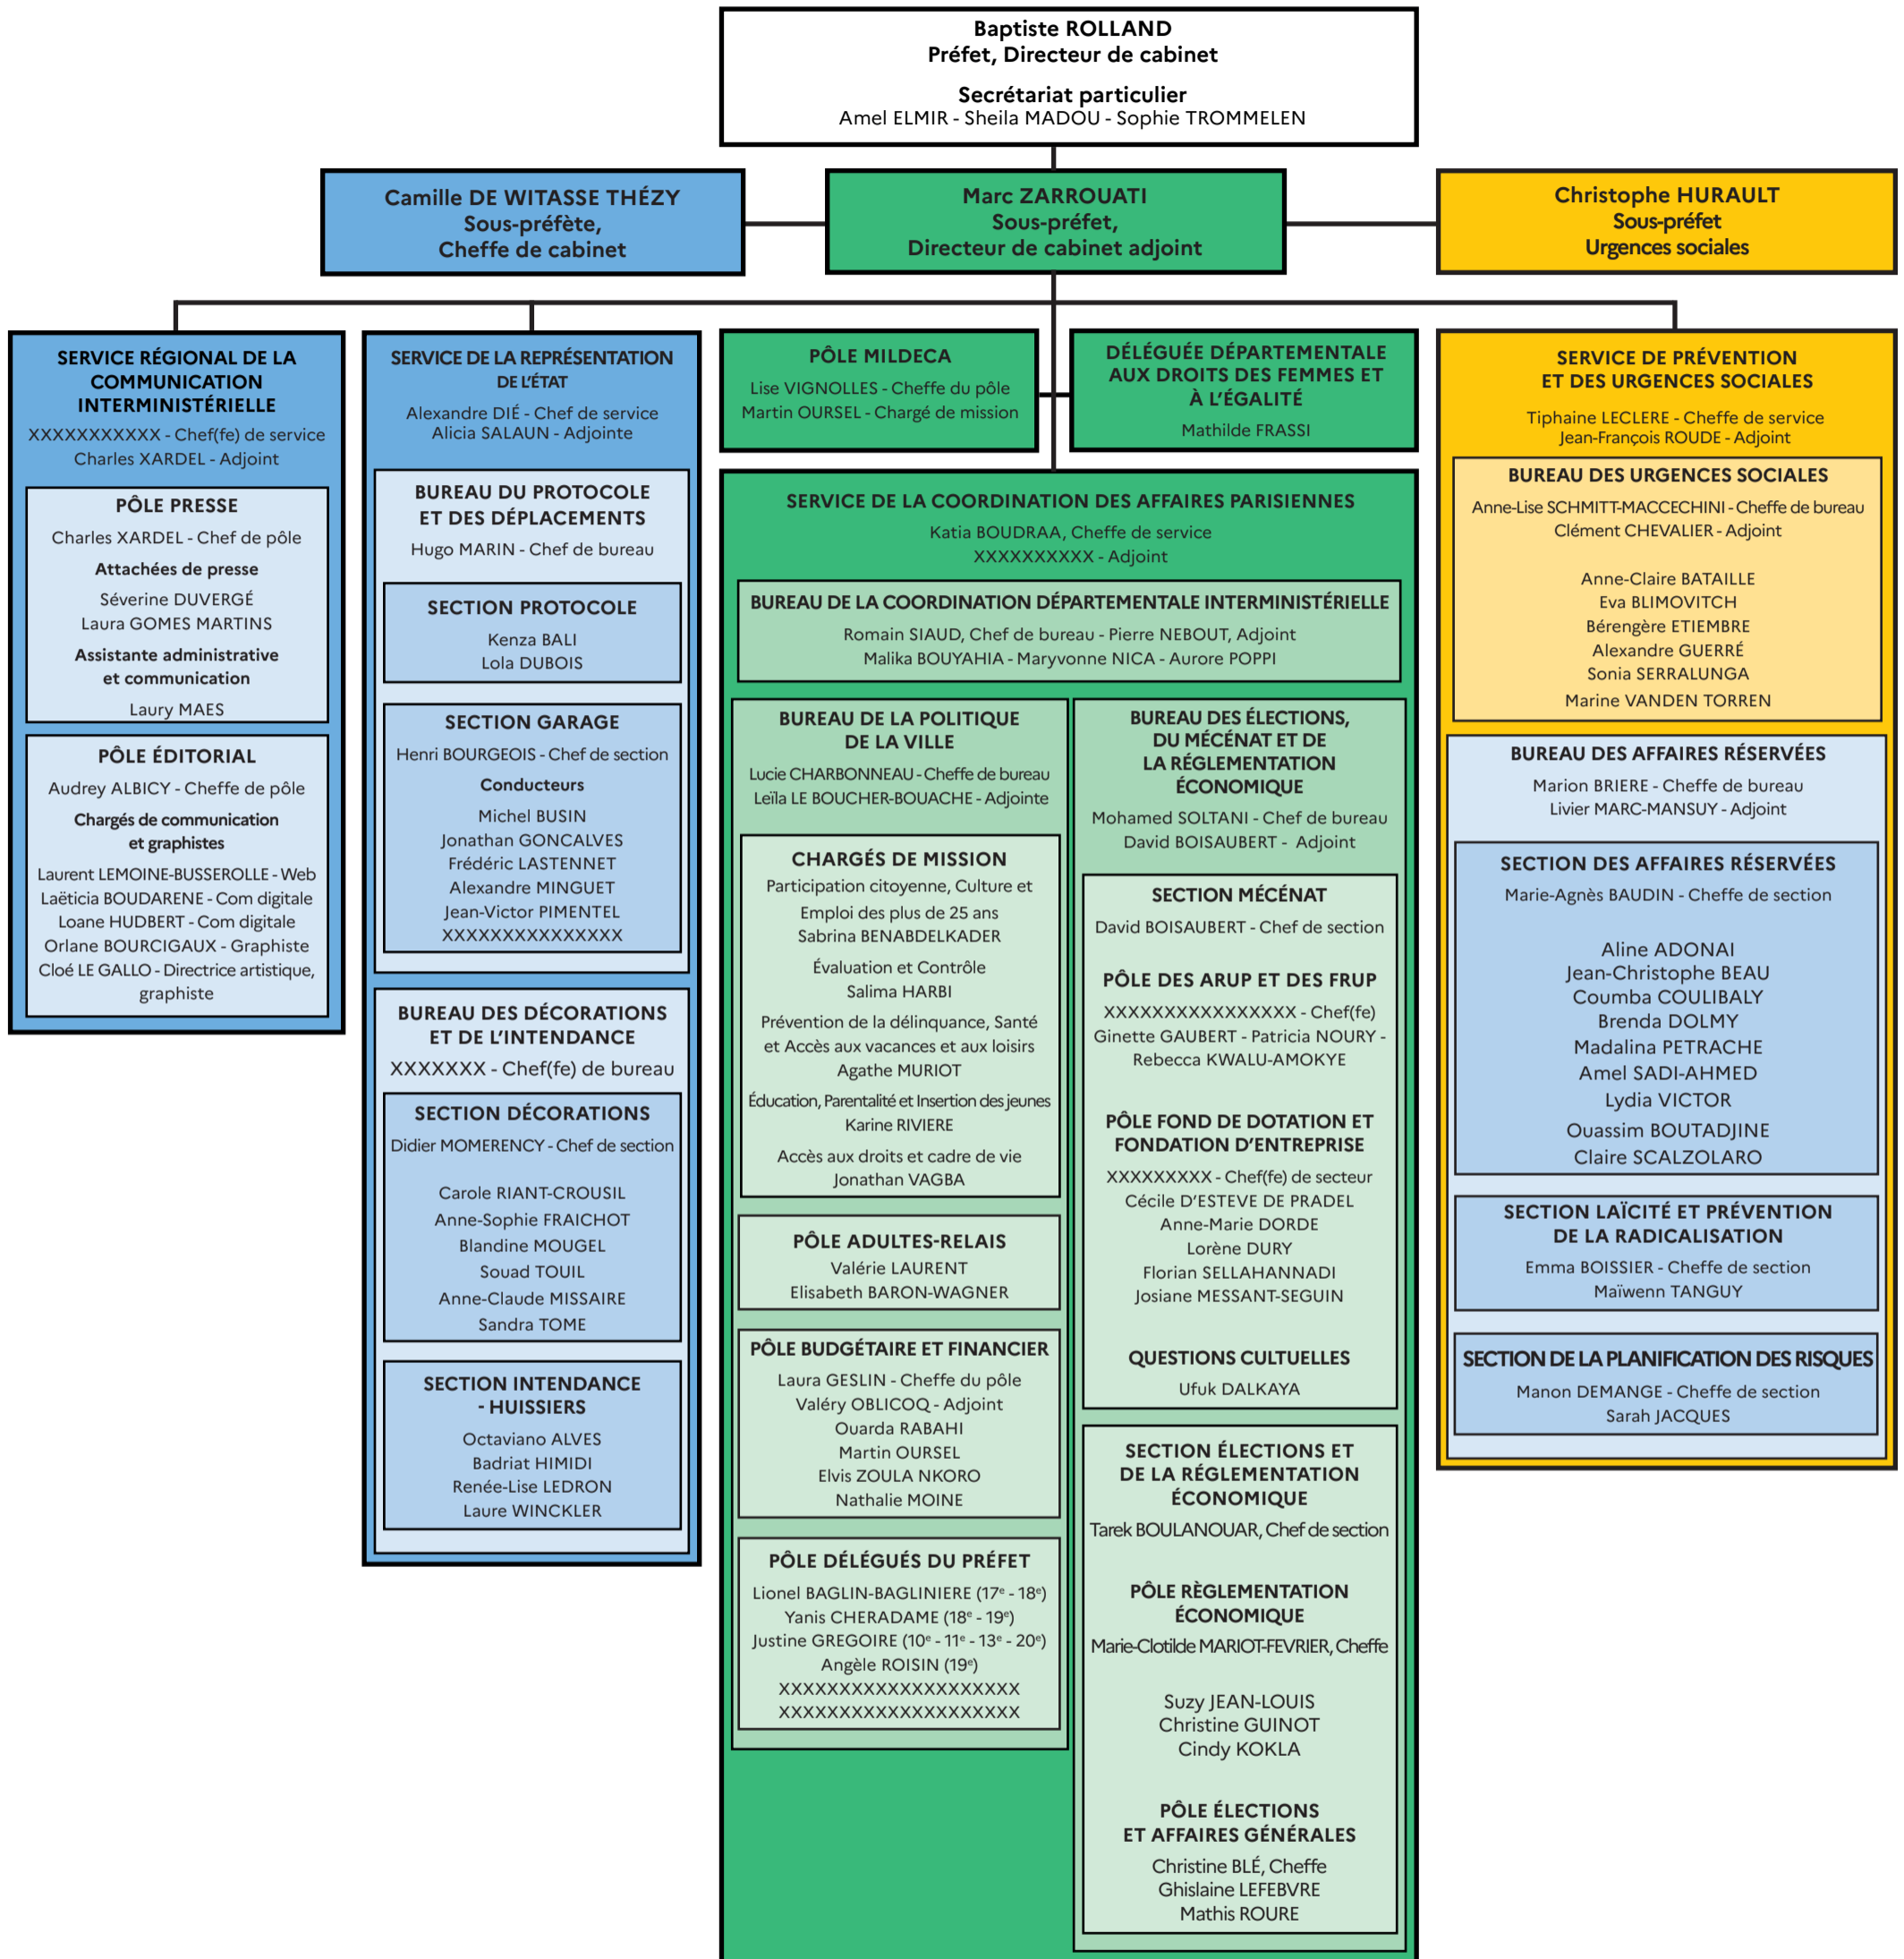 Baptiste ROLLAND
Préfet, Directeur de cabinet
Secrétariat particulier
Amel ELMIR - Sheila MADOU - Sophie TROMMELEN
Camille DE WITASSE THÉZY
Sous-préfète,
Cheffe de cabinet
Marc ZARROUATI
Sous-préfet,
Directeur de cabinet adjoint
Christophe HURAULT
Sous-préfet
Urgences sociales
SERVICE RÉGIONAL DE LA
COMMUNICATION
INTERMINISTÉRIELLE
XXXXXXXXXXX - Chef(fe) de service
Charles XARDEL - Adjoint
PÔLE PRESSE
Charles XARDEL - Chef de pôle
Attachées de presse
Séverine DUVERGÉ
Laura GOMES MARTINS
Assistante administrative
et communication
Laury MAES
PÔLE ÉDITORIAL
Audrey ALBICY - Cheffe de pôle
Chargés de communication
et graphistes
Laurent LEMOINE-BUSSEROLLE - Web
Laëticia BOUDARENE - Com digitale
Loane HUDBERT - Com digitale
Orlane BOURCIGAUX - Graphiste
Cloé LE GALLO - Directrice artistique,
graphiste
SERVICE DE LA REPRÉSENTATION
DE L'ÉTAT
Alexandre DIÉ - Chef de service
Alicia SALAUN - Adjointe
BUREAU DU PROTOCOLE
ET DES DÉPLACEMENTS
Hugo MARIN - Chef de bureau
SECTION PROTOCOLE
Kenza BALI
Lola DUBOIS
SECTION GARAGE
Henri BOURGEOIS - Chef de section
Conducteurs
Michel BUSIN
Jonathan GONCALVES
Frédéric LASTENNET
Alexandre MINGUET
Jean-Victor PIMENTEL
XXXXXXXXXXXXXXX
BUREAU DES DÉCORATIONS
ET DE L'INTENDANCE
XXXXXXX - Chef(fe) de bureau
SECTION DÉCORATIONS
Didier MOMERENCY - Chef de section
Carole RIANT-CROUSIL
Anne-Sophie FRAICHOT
Blandine MOUGEL
Souad TOUIL
Anne-Claude MISSAIRE
Sandra TOME
SECTION INTENDANCE
- HUISSIERS
Octaviano ALVES
Badriat HIMIDI
Renée-Lise LEDRON
Laure WINCKLER
PÔLE MILDECA
Lise VIGNOLLES - Cheffe du pôle
Martin OURSEL - Chargé de mission
DÉLÉGUÉE DÉPARTEMENTALE
AUX DROITS DES FEMMES ET
À L'ÉGALITÉ
Mathilde FRASSI
SERVICE DE LA COORDINATION DES AFFAIRES PARISIENNES
Katia BOUDRAA, Cheffe de service
XXXXXXXXXX - Adjoint
BUREAU DE LA COORDINATION DÉPARTEMENTALE INTERMINISTÉRIELLE
Romain SIAUD, Chef de bureau - Pierre NEBOUT, Adjoint
Malika BOUYAHIA - Maryvonne NICA - Aurore POPPI
BUREAU DE LA POLITIQUE
DE LA VILLE
Lucie CHARBONNEAU - Cheffe de bureau
Leïla LE BOUCHER-BOUACHE - Adjointe
CHARGÉS DE MISSION
Participation citoyenne, Culture et
Emploi des plus de 25 ans
Sabrina BENABDELKADER
Évaluation et Contrôle
Salima HARBI
Prévention de la délinquance, Santé
et Accès aux vacances et aux loisirs
Agathe MURIOT
Éducation, Parentalité et Insertion des jeunes
Karine RIVIERE
Accès aux droits et cadre de vie
Jonathan VAGBA
PÔLE ADULTES-RELAIS
Valérie LAURENT
Elisabeth BARON-WAGNER
PÔLE BUDGÉTAIRE ET FINANCIER
Laura GESLIN - Cheffe du pôle
Valéry OBLICOQ - Adjoint
Ouarda RABAHI
Martin OURSEL
Elvis ZOULA NKORO
Nathalie MOINE
PÔLE DÉLÉGUÉS DU PRÉFET
Lionel BAGLIN-BAGLINIERE (17e - 18e)
Yanis CHERADAME (18e - 19e)
Justine GREGOIRE (10e - 11e - 13e - 20e)
Angèle ROISIN (19e)
XXXXXXXXXXXXXXXXXXXX
XXXXXXXXXXXXXXXXXXXX
BUREAU DES ÉLECTIONS,
DU MÉCÉNAT ET DE
LA RÉGLEMENTATION
ÉCONOMIQUE
Mohamed SOLTANI - Chef de bureau
David BOISAUBERT - Adjoint
SECTION MÉCÉNAT
David BOISAUBERT - Chef de section
PÔLE DES ARUP ET DES FRUP
XXXXXXXXXXXXXXXX - Chef(fe)
Ginette GAUBERT - Patricia NOURY -
Rebecca KWALU-AMOKYE
PÔLE FOND DE DOTATION ET
FONDATION D'ENTREPRISE
XXXXXXXXX - Chef(fe) de secteur
Cécile D'ESTEVE DE PRADEL
Anne-Marie DORDE
Lorène DURY
Florian SELLAHANNADI
Josiane MESSANT-SEGUIN
QUESTIONS CULTUELLES
Ufuk DALKAYA
SECTION ÉLECTIONS ET
DE LA RÉGLEMENTATION
ÉCONOMIQUE
Tarek BOULANOUAR, Chef de section
PÔLE RÈGLEMENTATION
ÉCONOMIQUE
Marie-Clotilde MARIOT-FEVRIER, Cheffe
Suzy JEAN-LOUIS
Christine GUINOT
Cindy KOKLA
PÔLE ÉLECTIONS
ET AFFAIRES GÉNÉRALES
Christine BLÉ, Cheffe
Ghislaine LEFEBVRE
Mathis ROURE
SERVICE DE PRÉVENTION
ET DES URGENCES SOCIALES
Tiphaine LECLERE - Cheffe de service
Jean-François ROUDE - Adjoint
BUREAU DES URGENCES SOCIALES
Anne-Lise SCHMITT-MACCECHINI - Cheffe de bureau
Clément CHEVALIER - Adjoint
Anne-Claire BATAILLE
Eva BLIMOVITCH
Bérengère ETIEMBRE
Alexandre GUERRÉ
Sonia SERRALUNGA
Marine VANDEN TORREN
BUREAU DES AFFAIRES RÉSERVÉES
Marion BRIERE - Cheffe de bureau
Livier MARC-MANSUY - Adjoint
SECTION DES AFFAIRES RÉSERVÉES
Marie-Agnès BAUDIN - Cheffe de section
Aline ADONAI
Jean-Christophe BEAU
Coumba COULIBALY
Brenda DOLMY
Madalina PETRACHE
Amel SADI-AHMED
Lydia VICTOR
Ouassim BOUTADJINE
Claire SCALZOLARO
SECTION LAÏCITÉ ET PRÉVENTION
DE LA RADICALISATION
Emma BOISSIER - Cheffe de section
Maïwenn TANGUY
SECTION DE LA PLANIFICATION DES RISQUES
Manon DEMANGE - Cheffe de section
Sarah JACQUES